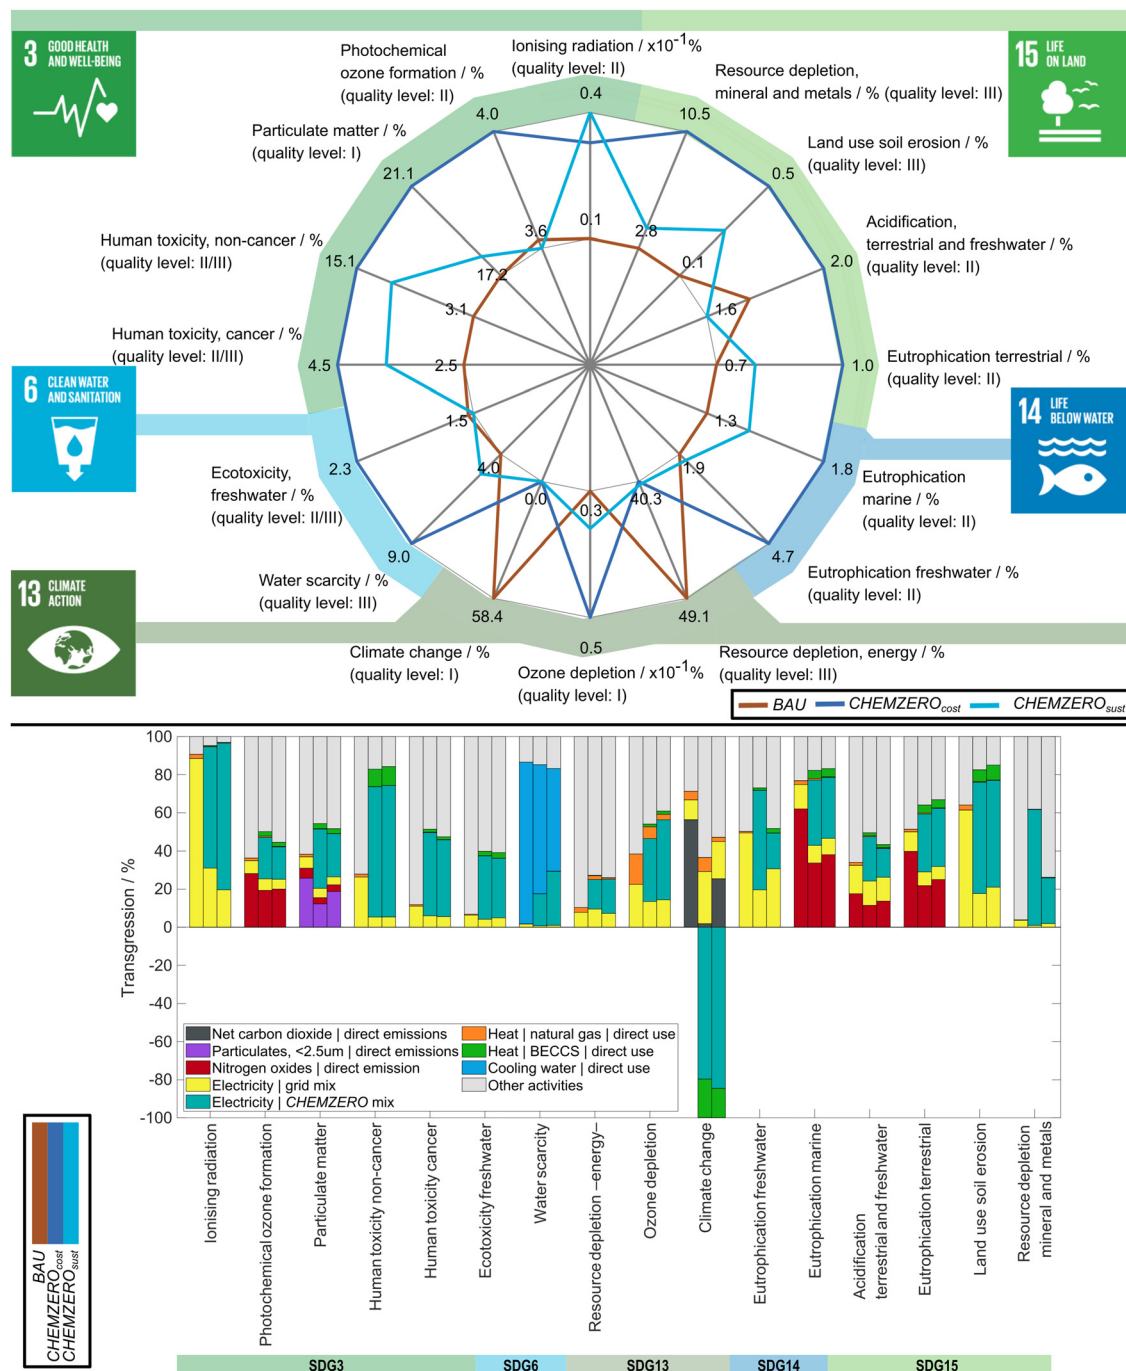 3 GOOD HEALTH
AND WELL-BEING
15 LIFE
ON LAND
Photochemical
ozone formation / %
(quality level: II)
Ionising radiation / x10⁻¹%
(quality level: II)
Resource depletion,
mineral and metals / % (quality level: III)
Particulate matter / %
(quality level: I)
Land use soil erosion / %
(quality level: III)
Human toxicity, non-cancer / %
(quality level: II/III)
Acidification,
terrestrial and freshwater / %
(quality level: II)
Human toxicity, cancer / %
(quality level: II/III)
Eutrophication terrestrial / %
(quality level: II)
0.4
4.0
10.5
21.1
0.5
15.1
2.0
4.5
1.0
2.3
1.8
9.0
4.7
58.4
49.1
0.5
0.1
3.6
2.8
17.2
0.1
3.1
1.6
2.5
0.7
1.5
1.3
4.0
1.9
0.0
40.3
0.3
6 CLEAN WATER
AND SANITATION
14 LIFE
BELOW WATER
Ecotoxicity,
freshwater / %
(quality level: II/III)
Eutrophication
marine / %
(quality level: II)
Water scarcity / %
(quality level: III)
Eutrophication freshwater / %
(quality level: II)
13 CLIMATE
ACTION
Climate change / %
(quality level: I)
Ozone depletion / x10⁻¹%
(quality level: I)
Resource depletion, energy / %
(quality level: III)
BAU CHEMZEROcost CHEMZEROsust
Transgression / %
100
80
60
40
20
0
-20
-40
-60
-80
-100
Net carbon dioxide | direct emissions
Particulates, <2.5um | direct emissions
Nitrogen oxides | direct emission
Electricity | grid mix
Electricity | CHEMZERO mix
Heat | natural gas | direct use
Heat | BECCS | direct use
Cooling water | direct use
Other activities
Ionising radiation
Photochemical ozone formation
Particulate matter
Human toxicity non-cancer
Human toxicity cancer
Ecotoxicity freshwater
Water scarcity
Resource depletion –energy–
Ozone depletion
Climate change
Eutrophication freshwater
Eutrophication marine
Acidification
terrestrial and freshwater
Eutrophication terrestrial
Land use soil erosion
Resource depletion
mineral and metals
BAU
CHEMZEROcost
CHEMZEROsust
SDG3 SDG6 SDG13 SDG14 SDG15